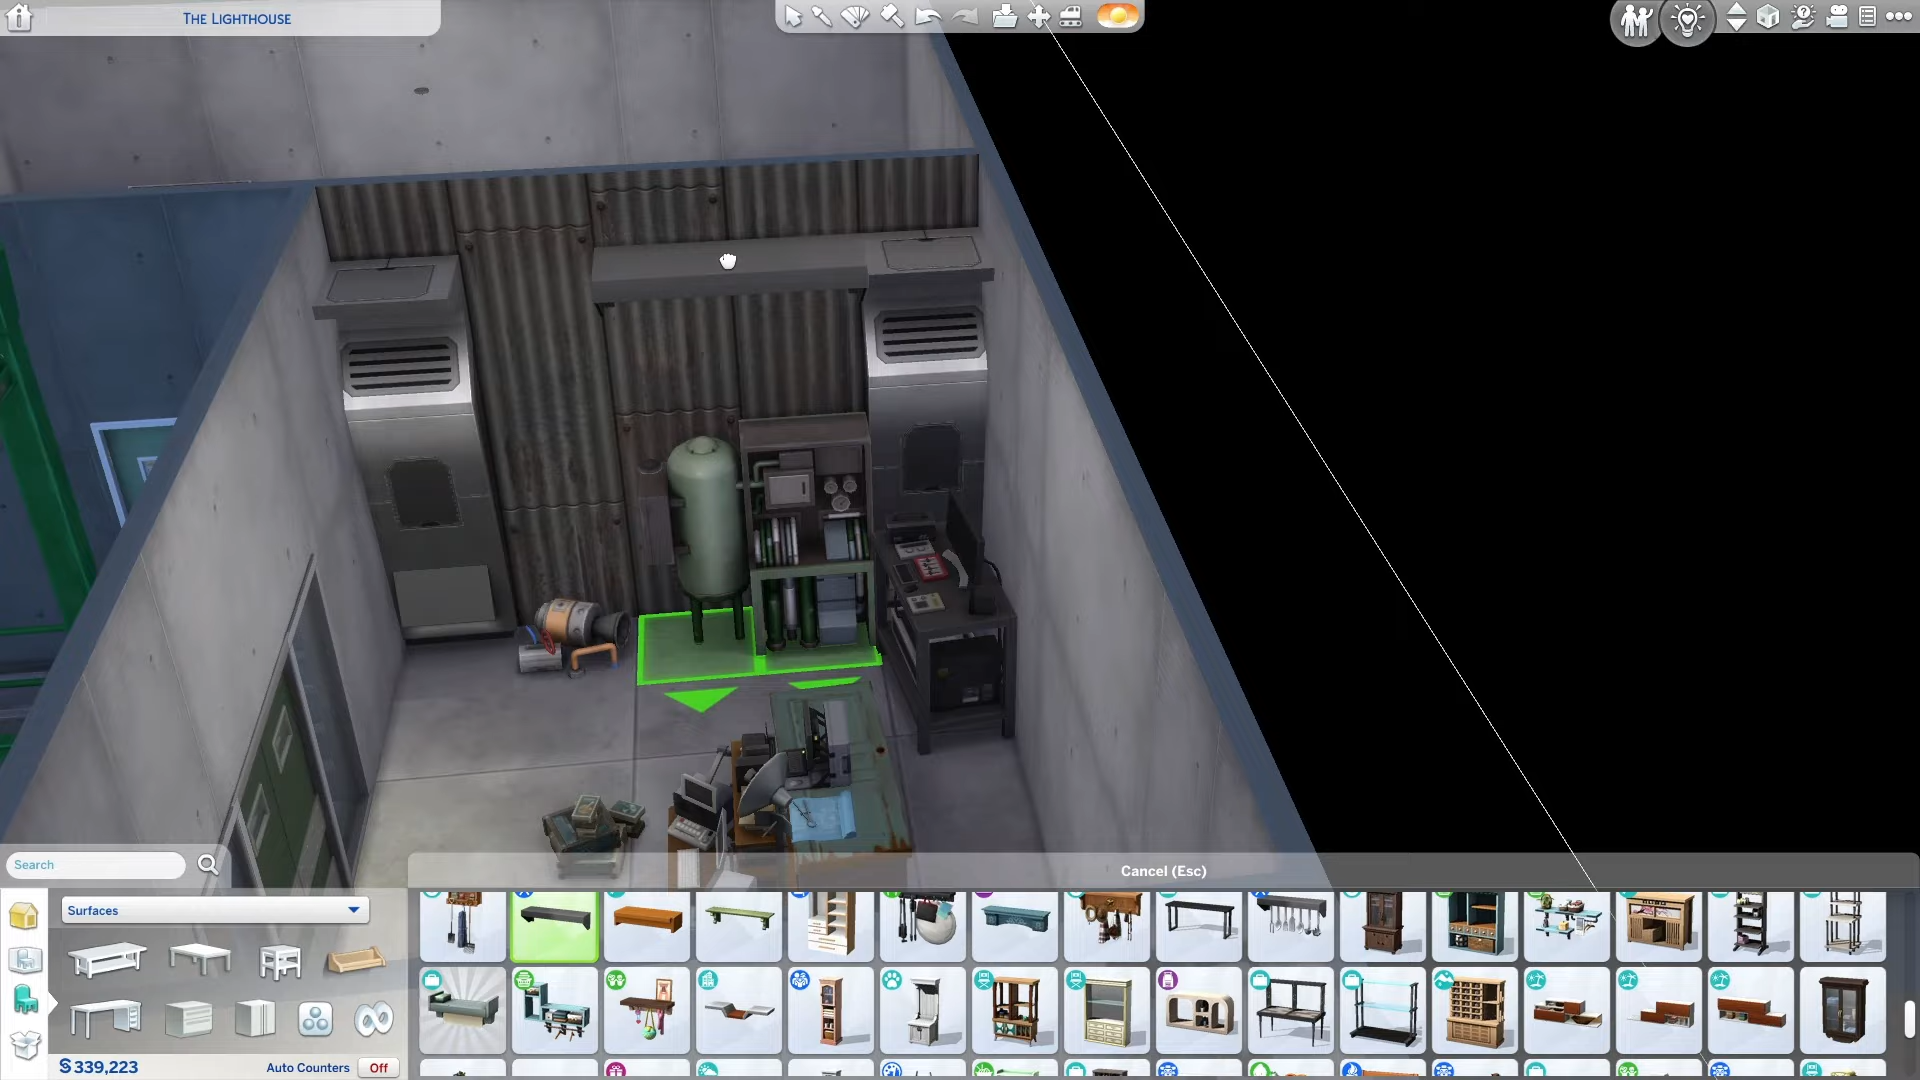 THE LIGHTHOUSE
Search
Cancel (Esc)
Surfaces
§339,223
Auto Counters
Off